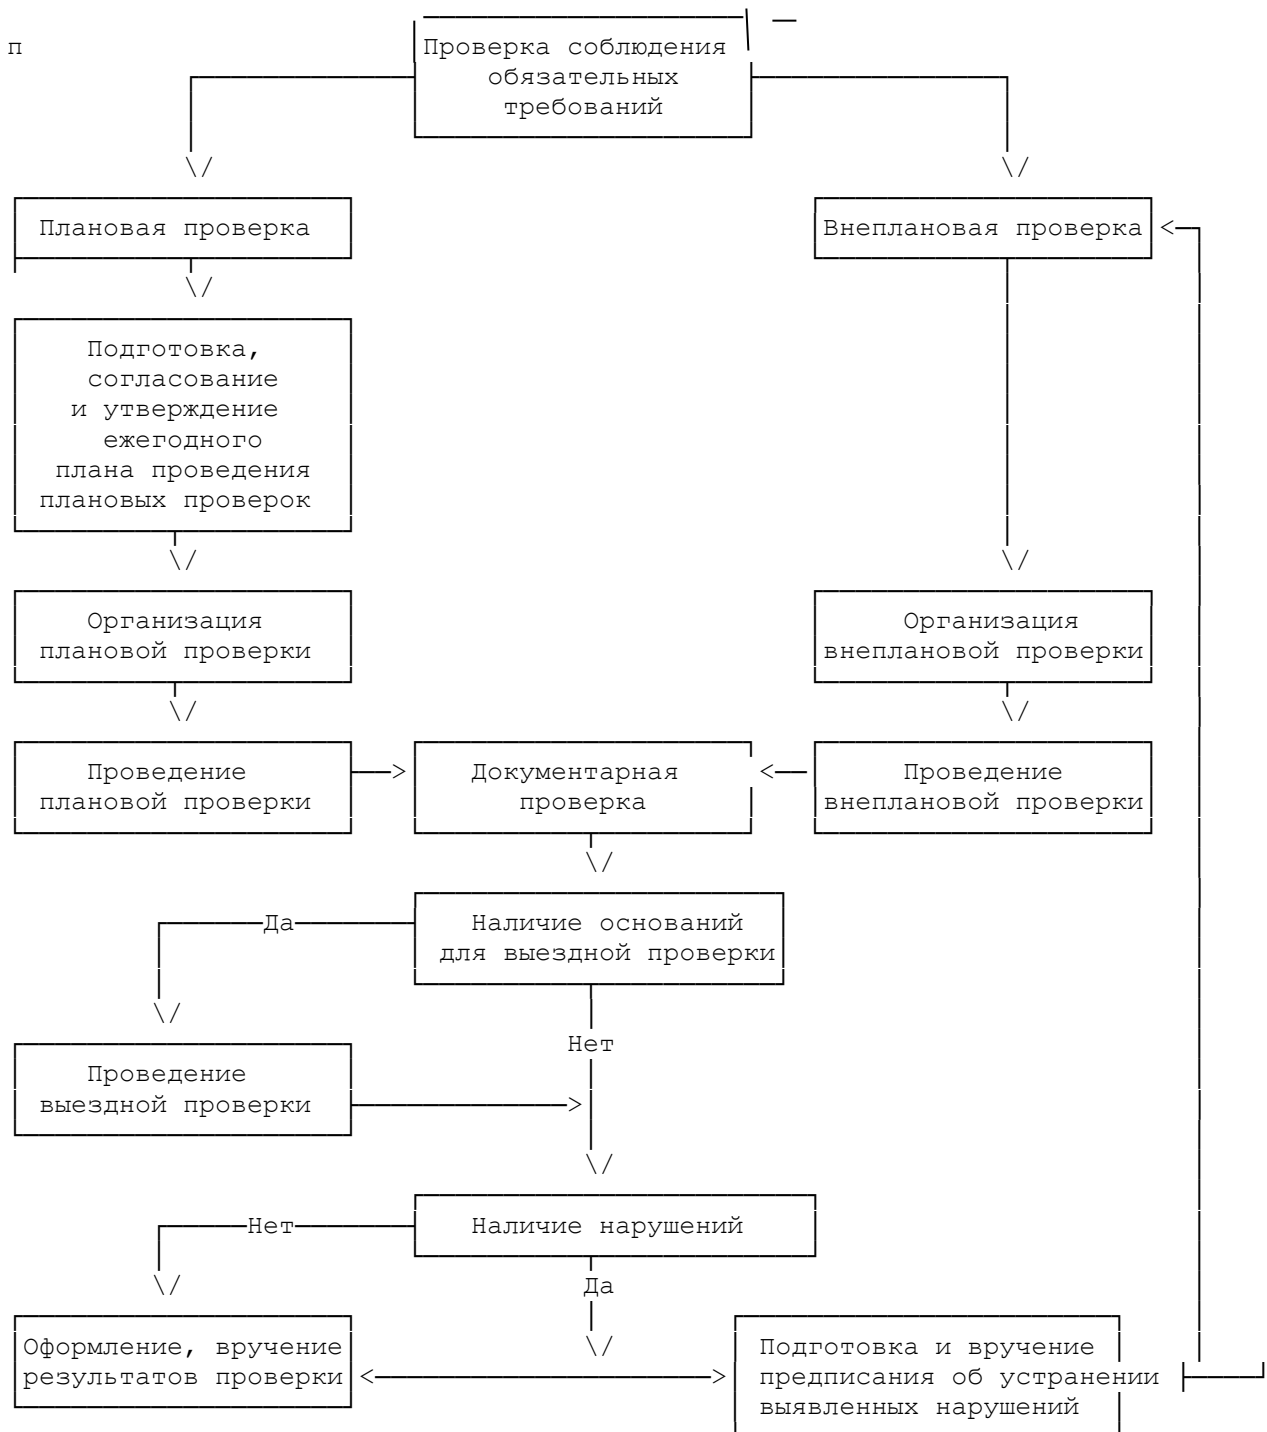 п
Проверка соблюдения
обязательных
требований
Плановая проверка
Внеплановая проверка
Подготовка,
согласование
и утверждение
ежегодного
плана проведения
плановых проверок
Организация
плановой проверки
Организация
внеплановой проверки
Проведение
плановой проверки
Документарная
проверка
Проведение
внеплановой проверки
Да
Наличие оснований
для выездной проверки
Нет
Проведение
выездной проверки
Нет
Наличие нарушений
Да
Оформление, вручение
результатов проверки
Подготовка и вручение
предписания об устранении
выявленных нарушений